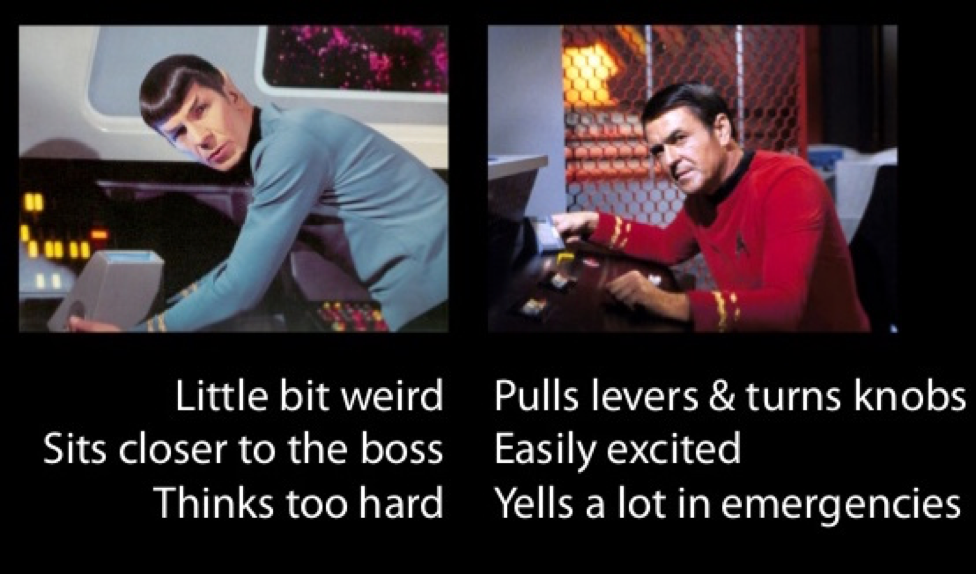 Little bit weird
Sits closer to the boss
Thinks too hard
Pulls levers & turns knobs
Easily excited
Yells a lot in emergencies